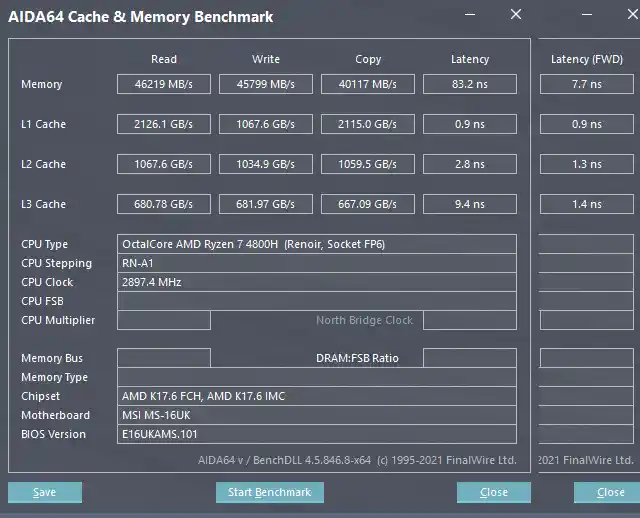 AIDA64 Cache & Memory Benchmark
Read Write Copy Latency Latency (FWD)
Memory 46219 MB/s 45799 MB/s 40117 MB/s 83.2 ns 7.7 ns
L1 Cache 2126.1 GB/s 1067.6 GB/s 2115.0 GB/s 0.9 ns 0.9 ns
L2 Cache 1067.6 GB/s 1034.9 GB/s 1059.5 GB/s 2.8 ns 1.3 ns
L3 Cache 680.78 GB/s 681.97 GB/s 667.09 GB/s 9.4 ns 1.4 ns
CPU Type OctalCore AMD Ryzen 7 4800H (Renoir, Socket FP6)
CPU Stepping RN-A1
CPU Clock 2897.4 MHz
CPU FSB
CPU Multiplier North Bridge Clock
Memory Bus DRAM:FSB Ratio
Memory Type
Chipset AMD K17.6 FCH, AMD K17.6 IMC
Motherboard MSI MS-16UK
BIOS Version E16UKAMS.101
AIDA64 v / BenchDLL 4.5.846.8-x64 (c) 1995-2021 FinalWire Ltd. 2021 FinalWire Ltd.
Save Start Benchmark Close Close